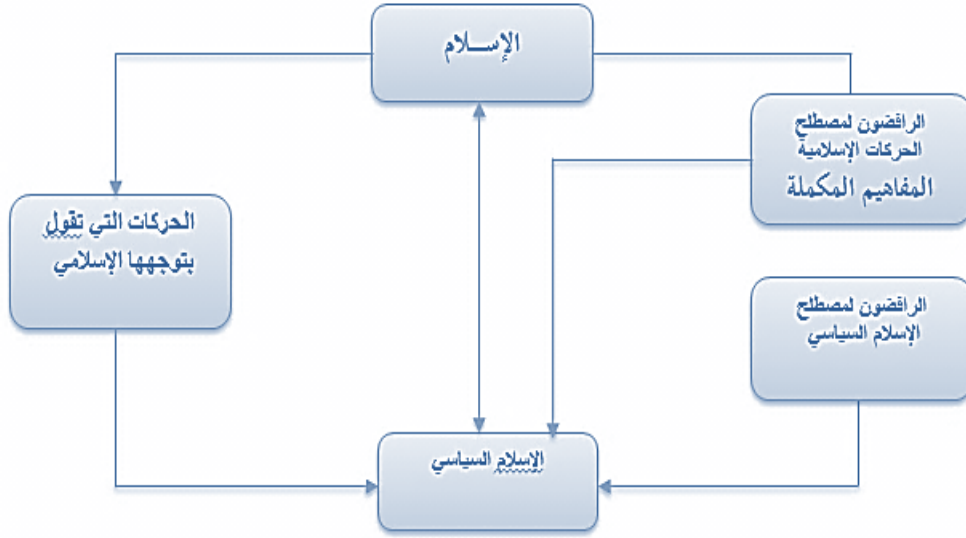 الإســلام
الرافضون لمصطلح
الحركات الإسلامية
المفاهيم المكملة
الحركات التي تقول
بتوجهها الإسلامي
الرافضون لمصطلح
الإسلام السياسي
الإسلام السياسي